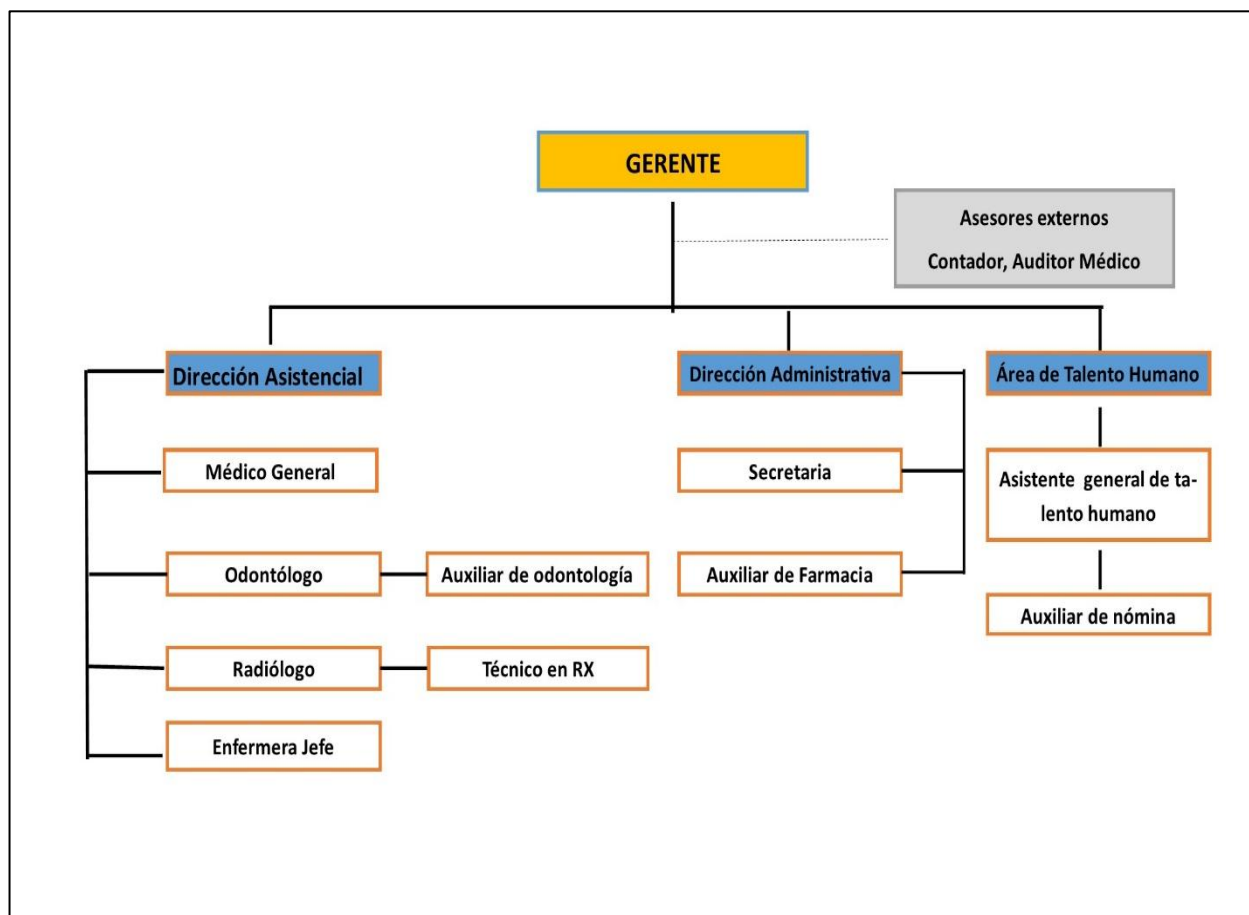 GERENTE
Asesores externos
Contador, Auditor Médico
Dirección Asistencial
Dirección Administrativa
Área de Talento Humano
Médico General
Secretaria
Asistente general de ta-
lento humano
Odontólogo
Auxiliar de odontología
Auxiliar de Farmacia
Auxiliar de nómina
Radiólogo
Técnico en RX
Enfermera Jefe